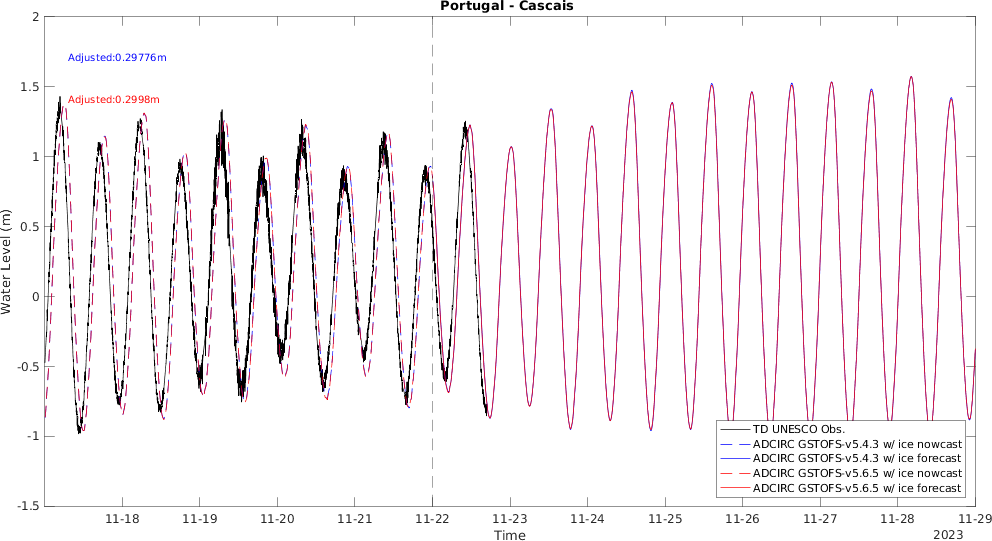 Portugal - Cascais
2
1.5
1
0.5
0
-0.5
-1
-1.5
Water Level (m)
Adjusted:0.29776m
Adjusted:0.2998m
TD UNESCO Obs.
ADCIRC GSTOFS-v5.4.3 w/ ice nowcast
ADCIRC GSTOFS-v5.4.3 w/ ice forecast
ADCIRC GSTOFS-v5.6.5 w/ ice nowcast
ADCIRC GSTOFS-v5.6.5 w/ ice forecast
11-18 11-19 11-20 11-21 11-22 11-23 11-24 11-25 11-26 11-27 11-28 11-29
Time
2023